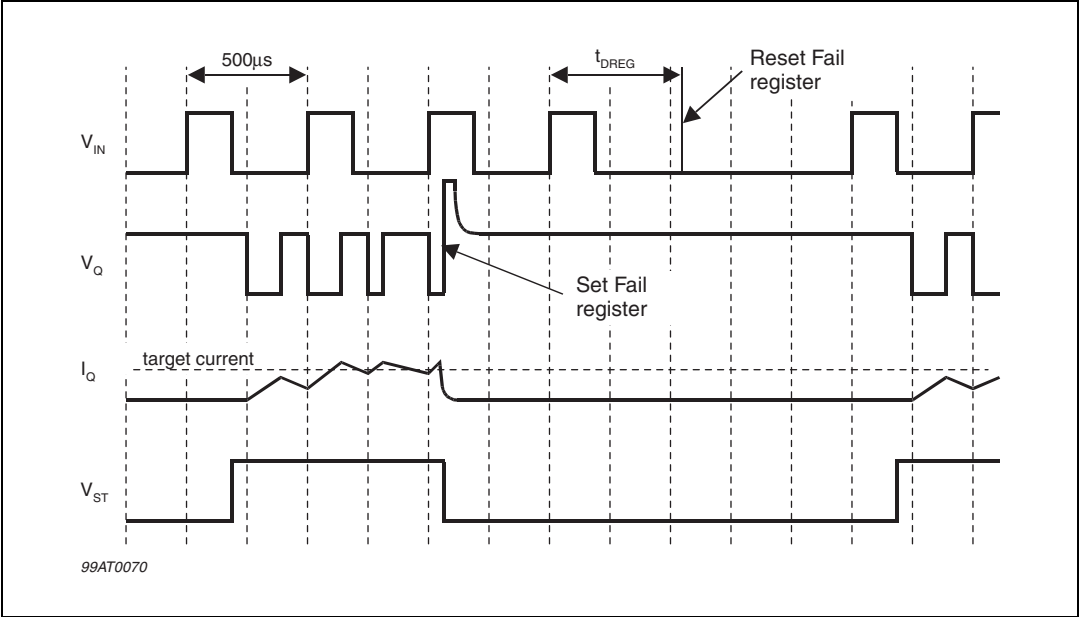 500μs
tDREG
Reset Fail
register
VIN
VQ
Set Fail
register
target current
IQ
VST
99AT0070